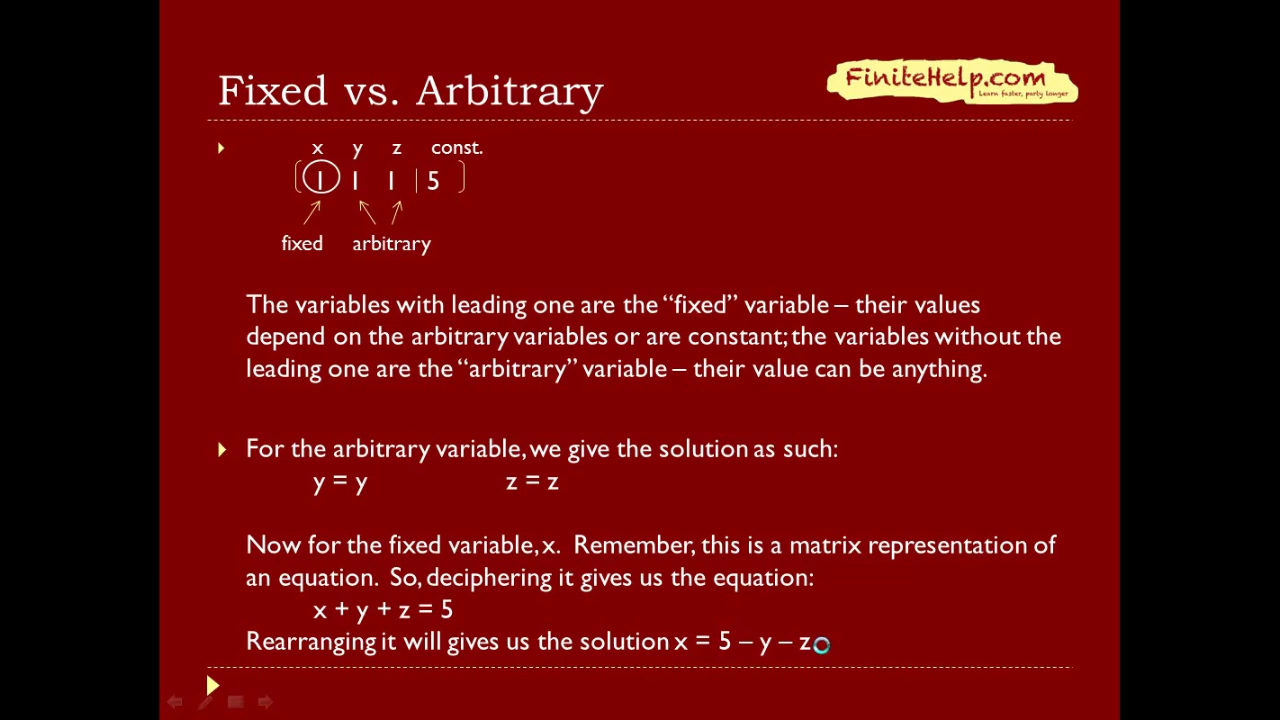 Fixed vs. Arbitrary
FiniteHelp.com
Learn faster, party longer
x y z const.
1 1 1 | 5
fixed arbitrary
The variables with leading one are the “fixed” variable – their values
depend on the arbitrary variables or are constant; the variables without the
leading one are the “arbitrary” variable – their value can be anything.
For the arbitrary variable, we give the solution as such:
y = y z = z
Now for the fixed variable, x. Remember, this is a matrix representation of
an equation. So, deciphering it gives us the equation:
x + y + z = 5
Rearranging it will gives us the solution x = 5 – y – z